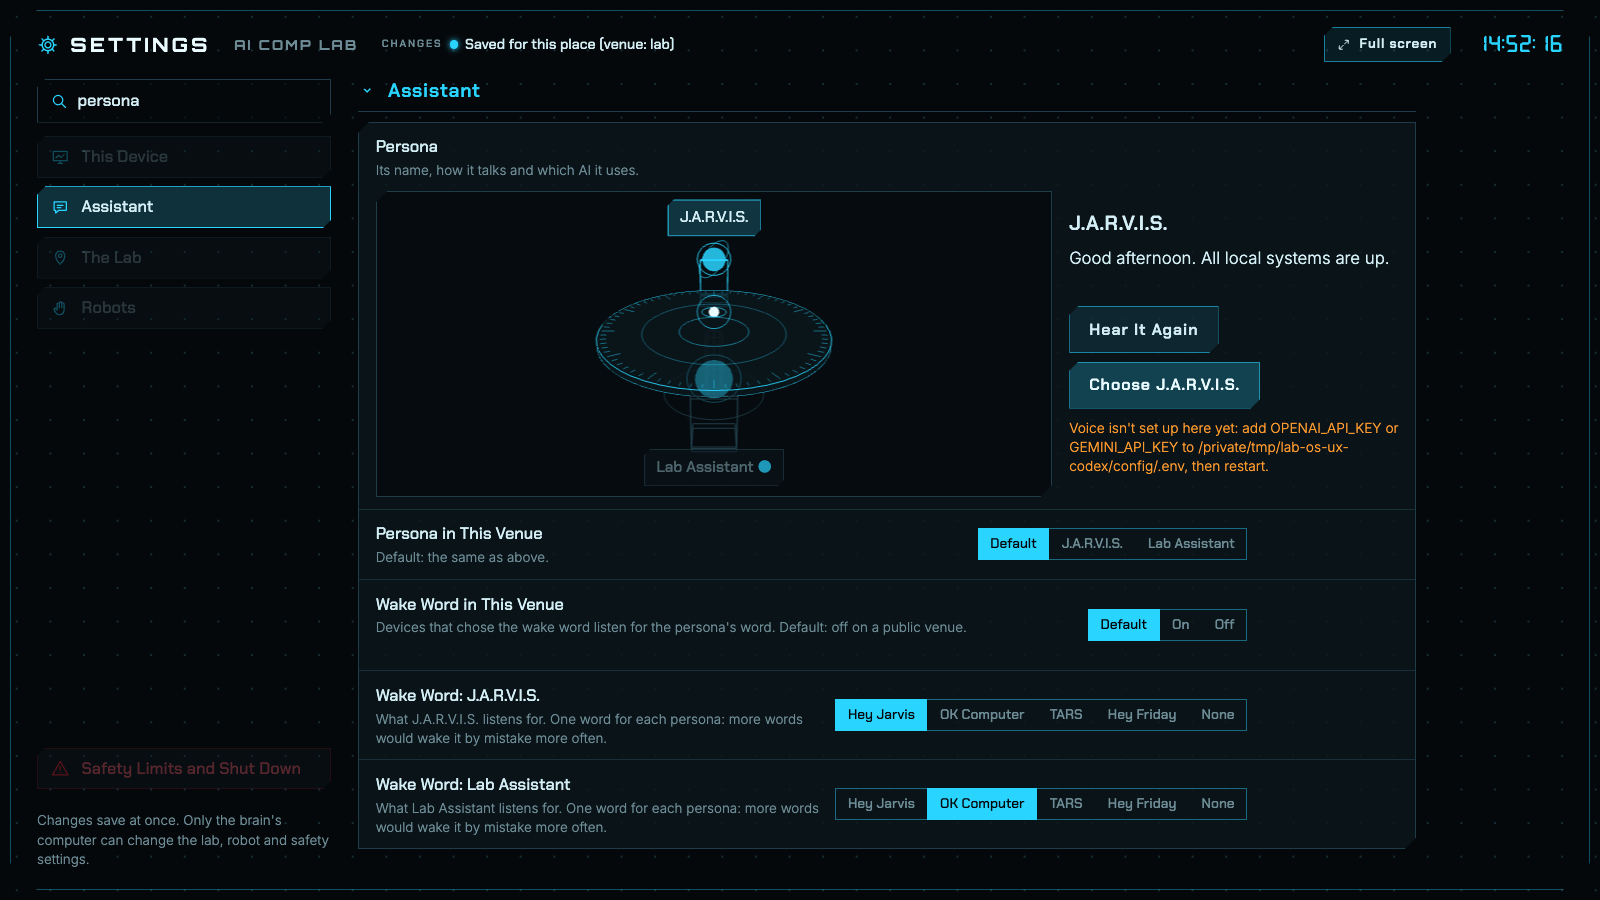 SETTINGS
AI COMP LAB
CHANGES
Saved for this place (venue: lab)
Full screen
14:52:16
persona
This Device
Assistant
The Lab
Robots
Safety Limits and Shut Down
Changes save at once. Only the brain's
computer can change the lab, robot and safety
settings.
Assistant
Persona
Its name, how it talks and which AI it uses.
J.A.R.V.I.S.
Lab Assistant
J.A.R.V.I.S.
Good afternoon. All local systems are up.
Hear It Again
Choose J.A.R.V.I.S.
Voice isn't set up here yet: add OPENAI_API_KEY or
GEMINI_API_KEY to /private/tmp/lab-os-ux-
codex/config/.env, then restart.
Persona in This Venue
Default: the same as above.
Default J.A.R.V.I.S. Lab Assistant
Wake Word in This Venue
Devices that chose the wake word listen for the persona's word. Default: off on a public venue.
Default On Off
Wake Word: J.A.R.V.I.S.
What J.A.R.V.I.S. listens for. One word for each persona: more words
would wake it by mistake more often.
Hey Jarvis OK Computer TARS Hey Friday None
Wake Word: Lab Assistant
What Lab Assistant listens for. One word for each persona: more words
would wake it by mistake more often.
Hey Jarvis OK Computer TARS Hey Friday None